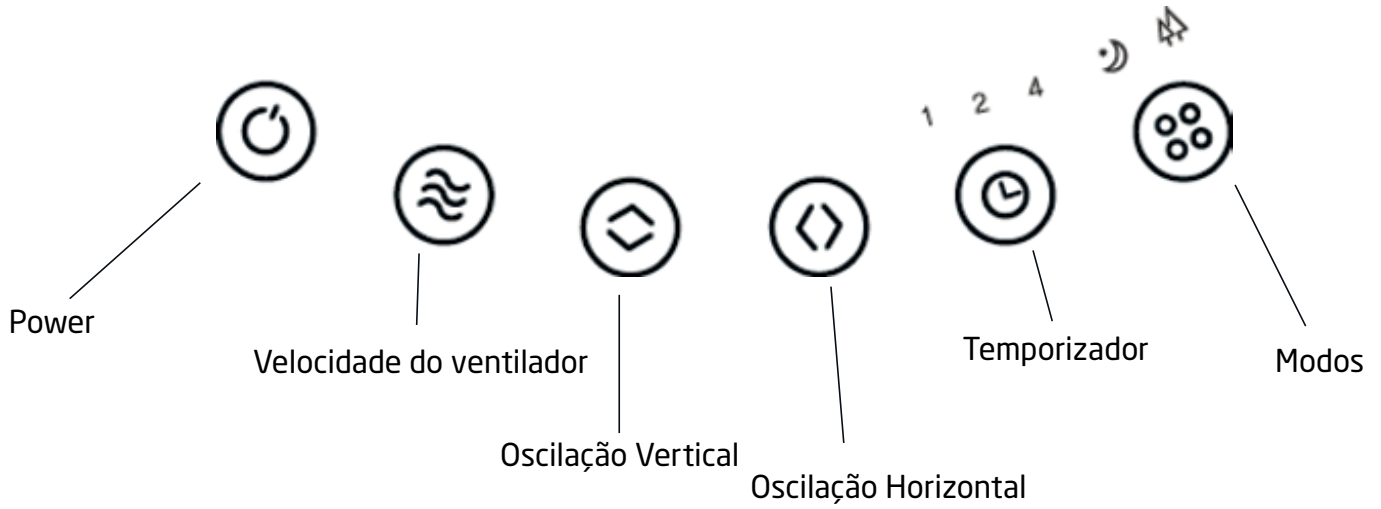 1 2 4
Power
Velocidade do ventilador
Temporizador
Modos
Oscilação Vertical
Oscilação Horizontal